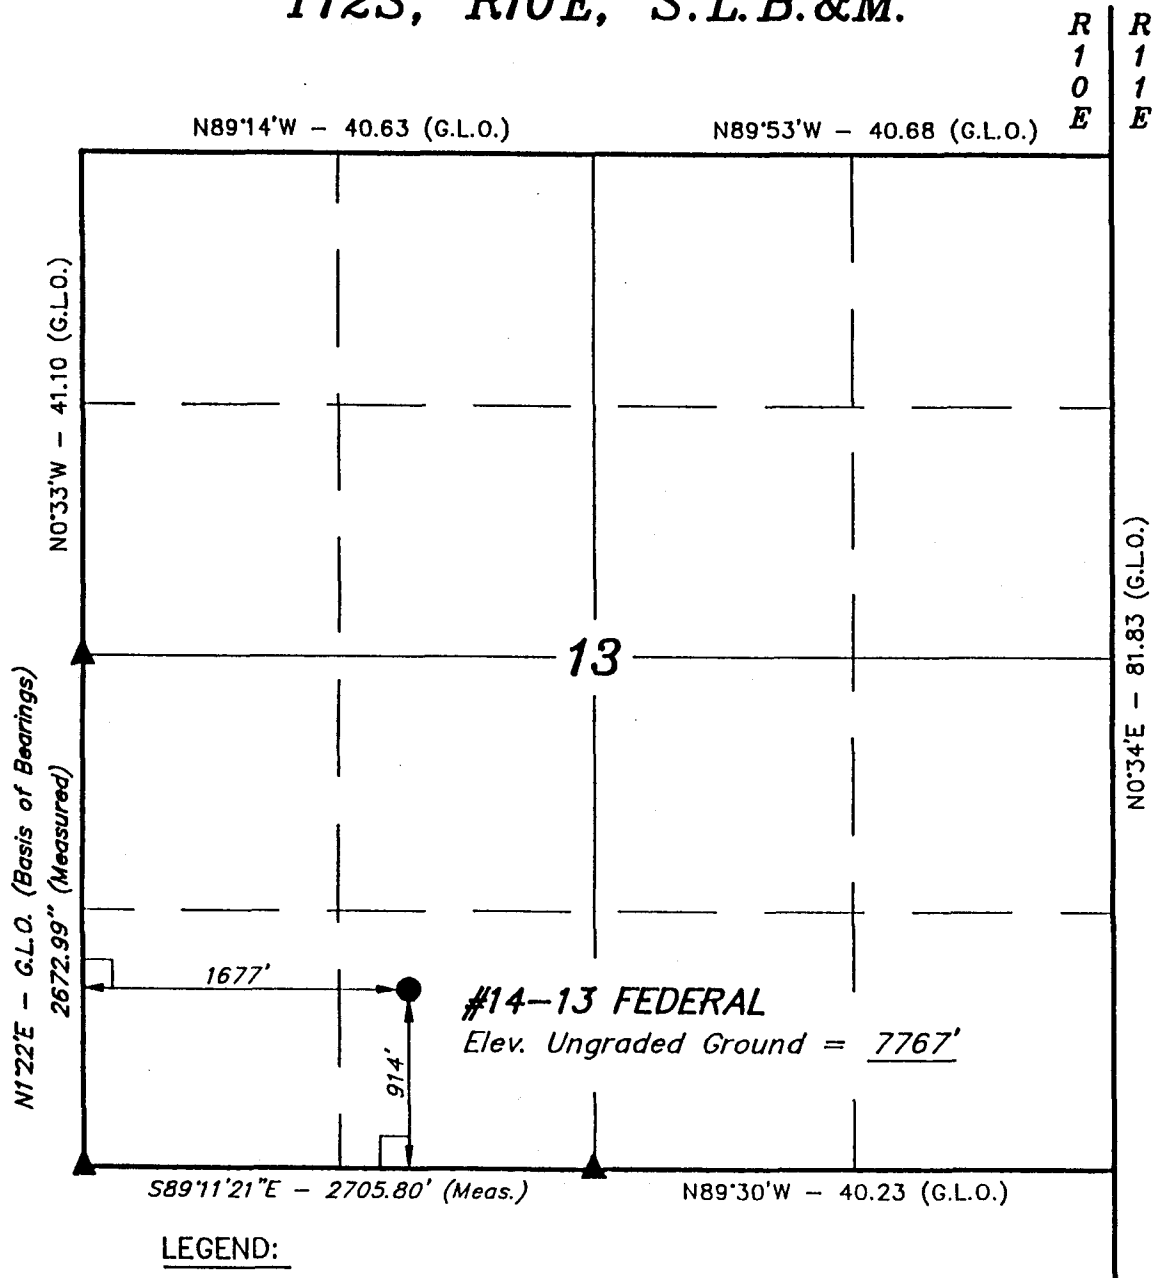 T12S, R10E, S.L.B.&M.
R
1
0
E
R
1
1
E
N89°14'W – 40.63 (G.L.O.)
N89°53'W – 40.68 (G.L.O.)
N0°33'W – 41.10 (G.L.O.)
N0°34'E – 81.83 (G.L.O.)
13
N1°22'E – G.L.O. (Basis of Bearings)
2672.99" (Measured)
1677'
914'
#14–13 FEDERAL
Elev. Ungraded Ground = 7767'
S89°11'21"E – 2705.80' (Meas.)
N89°30'W – 40.23 (G.L.O.)
LEGEND: